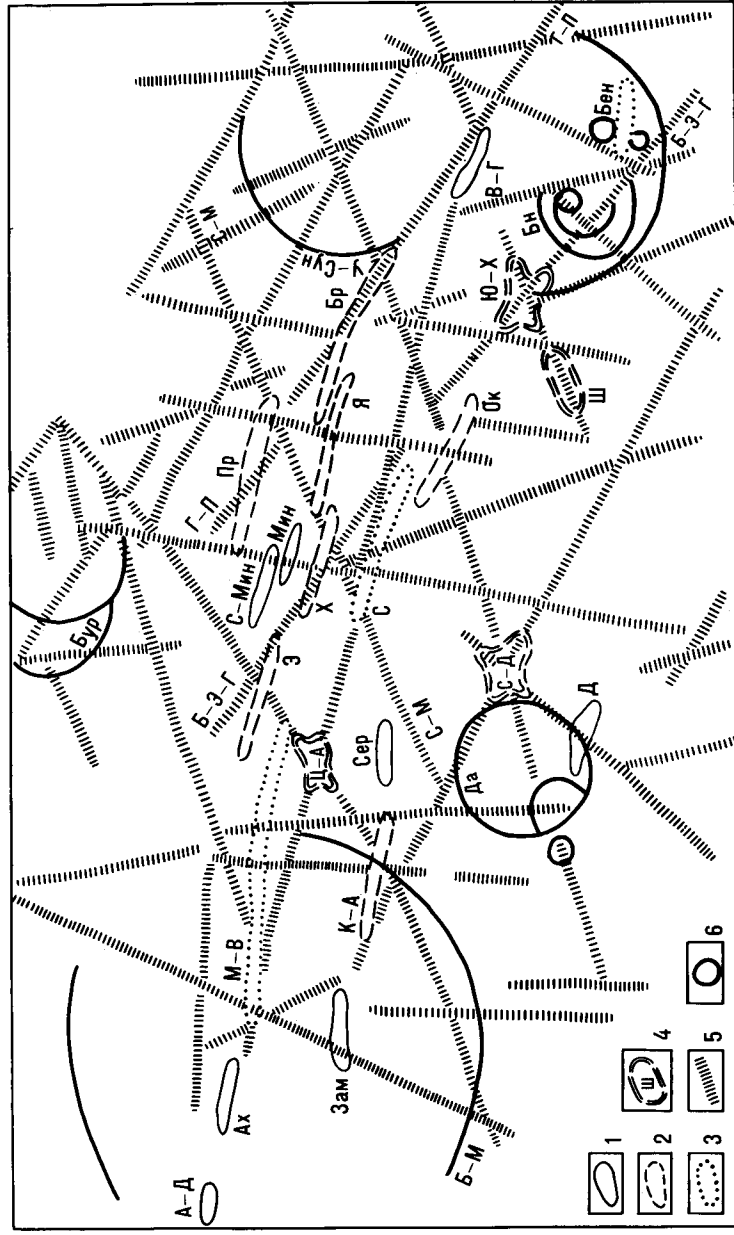 Т-П
Бен
Б-Э-Г
Бн
В-Г
Ю-Х
Ш
Г-М
У-Сун
Бр
Я
Ок
Пр
Г-П
Мин
С-Мин
Х
С
Бур
Э
Б-Э-Г
Ц-А
Сер
С-М
С-Д
Д
Да
К-А
М-В
Зам
Ах
А-Д
Б-М
1
2
3
Ш 4
5
6